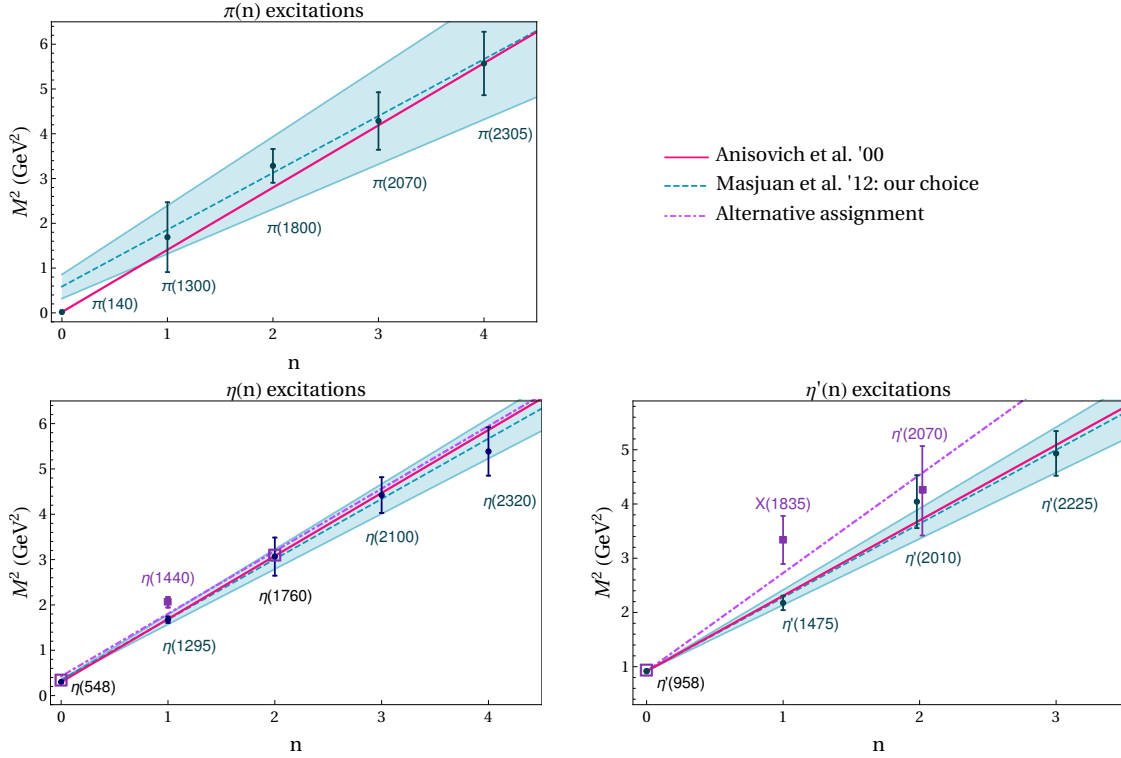 π(n) excitations
M² (GeV²)
6
5
4
3
2
1
0
π(140)
π(1300)
π(1800)
π(2070)
π(2305)
0 1 2 3 4
n
Anisovich et al. '00
Masjuan et al. '12: our choice
Alternative assignment
η(n) excitations
M² (GeV²)
6
5
4
3
2
1
0
η(548)
η(1440)
η(1295)
η(1760)
η(2100)
η(2320)
0 1 2 3 4
n
η'(n) excitations
M² (GeV²)
5
4
3
2
1
η'(2070)
X(1835)
η'(2225)
η'(2010)
η'(1475)
η'(958)
0 1 2 3
n